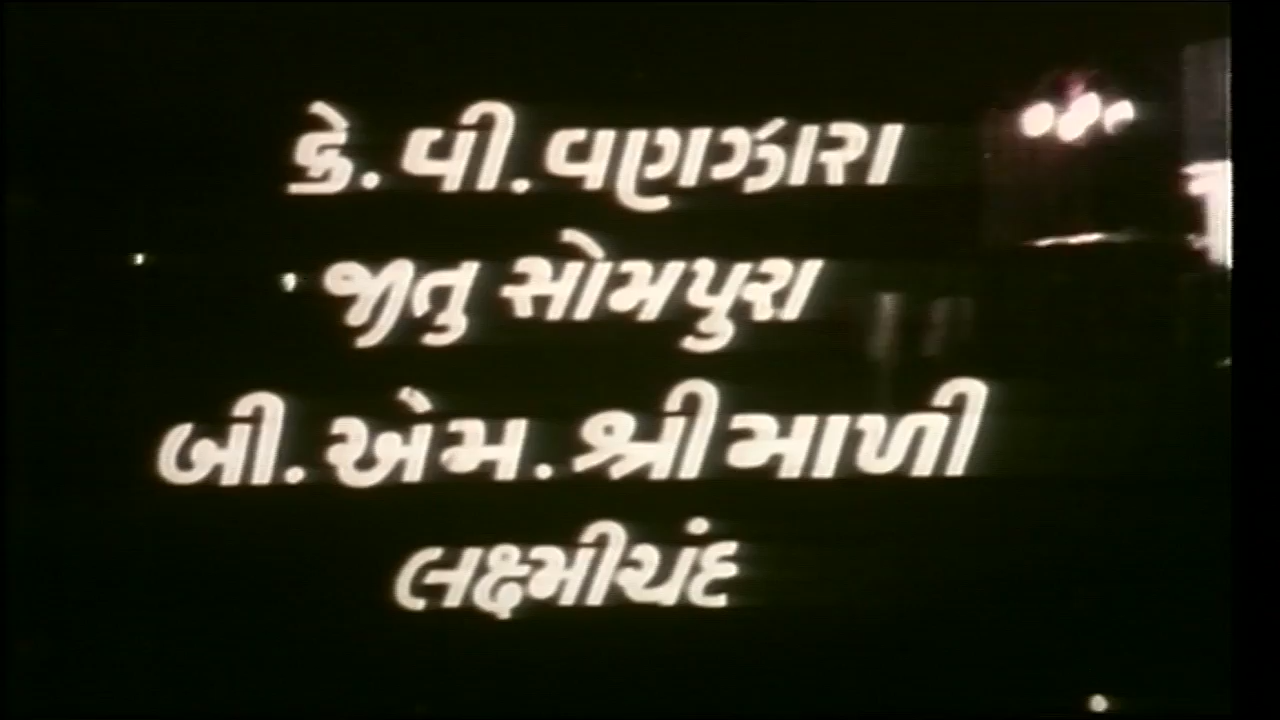 કે. વી. વણઝારા
જીતુ સોમપુરા
બી. એમ. શ્રીમાળી
લક્ષ્મીચંદ